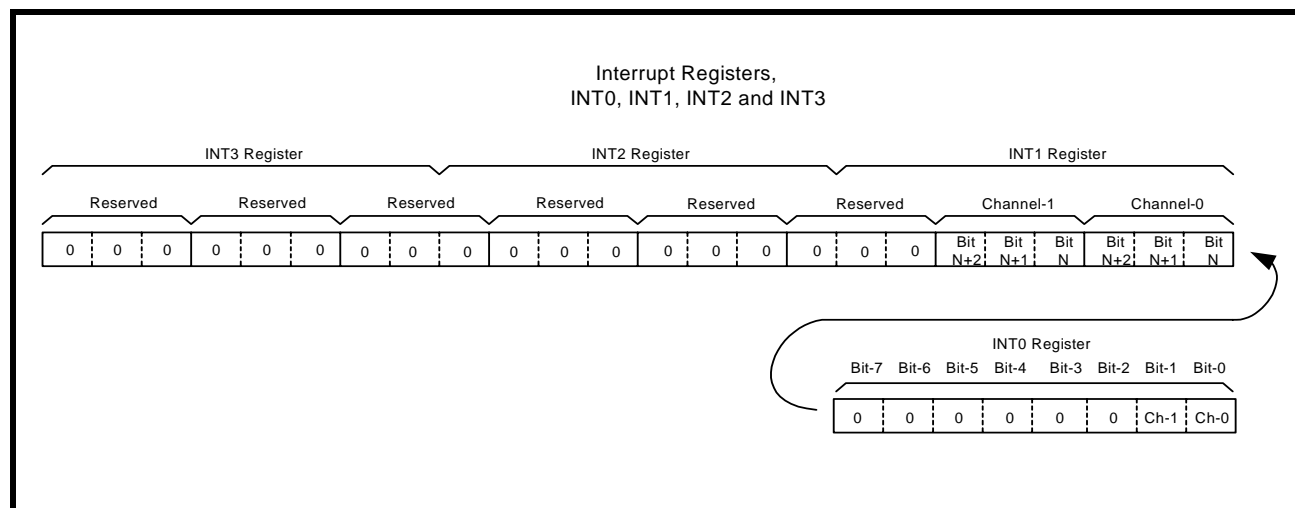 Interrupt Registers,
INT0, INT1, INT2 and INT3
INT3 Register INT2 Register INT1 Register
Reserved Reserved Reserved Reserved Reserved Reserved Channel-1 Channel-0
0 0 0 0 0 0 0 0 0 0 0 0 0 0 0 0 0 0 Bit Bit Bit Bit Bit Bit
N+2 N+1 N N+2 N+1 N
INT0 Register
Bit-7 Bit-6 Bit-5 Bit-4 Bit-3 Bit-2 Bit-1 Bit-0
0 0 0 0 0 0 Ch-1 Ch-0